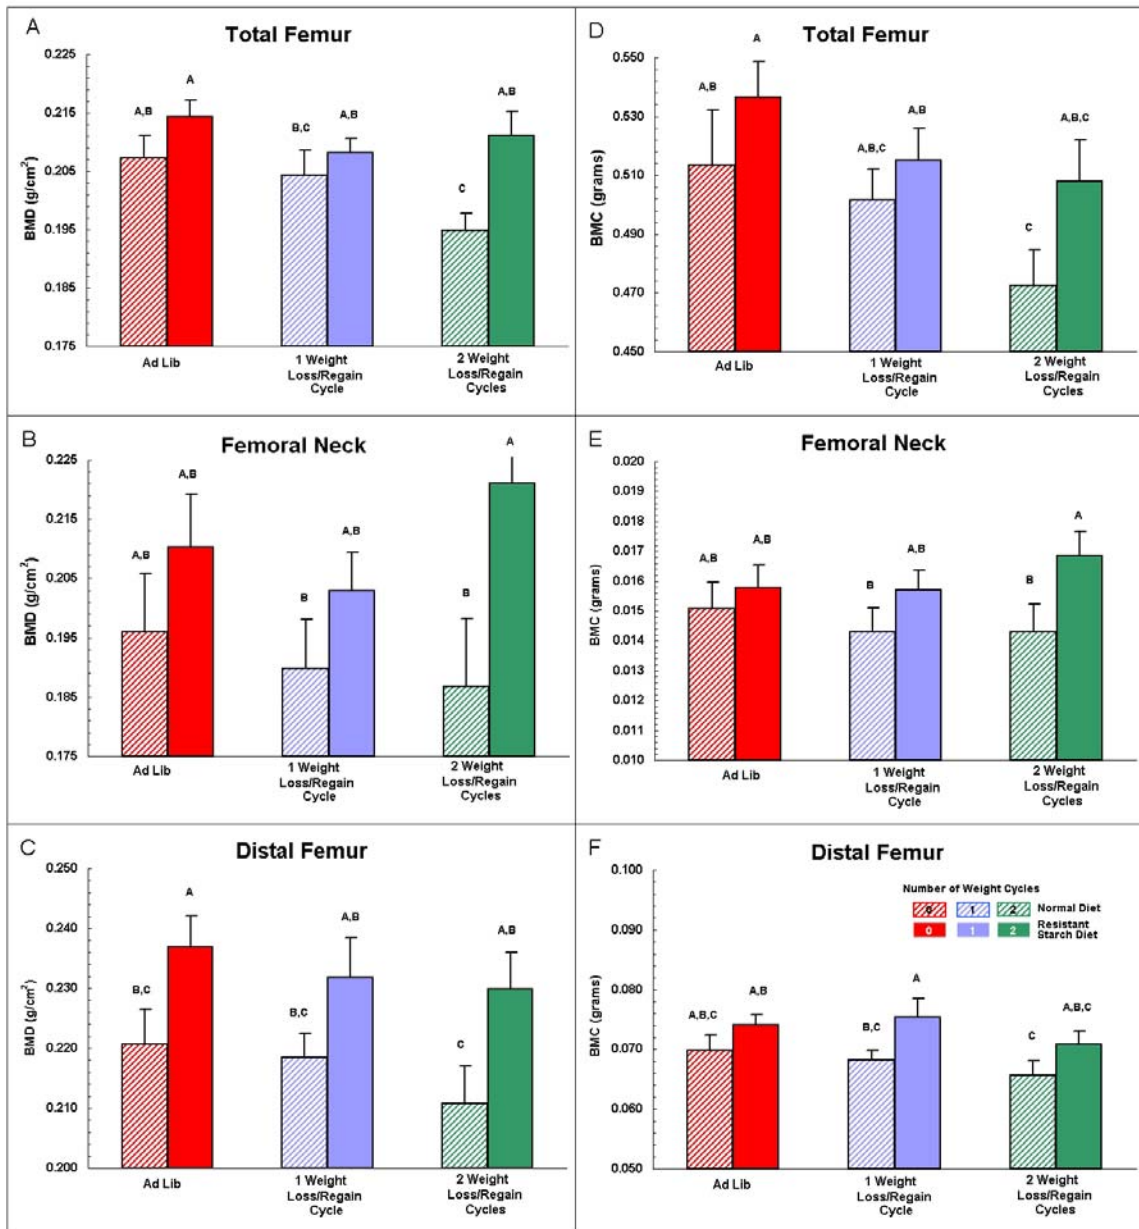 A
Total Femur
BMD (g/cm²)
0.225
0.215
0.205
0.195
0.185
0.175
A,B
A
B,C
A,B
C
A,B
Ad Lib
1 Weight
Loss/Regain
Cycle
2 Weight
Loss/Regain
Cycles
D
Total Femur
BMC (grams)
0.550
0.530
0.510
0.490
0.470
0.450
A,B
A
A,B,C
A,B
C
A,B,C
Ad Lib
1 Weight
Loss/Regain
Cycle
2 Weight
Loss/Regain
Cycles
B
Femoral Neck
BMD (g/cm²)
0.225
0.215
0.205
0.195
0.185
0.175
A,B
A,B
B
A,B
B
A
Ad Lib
1 Weight
Loss/Regain
Cycle
2 Weight
Loss/Regain
Cycles
E
Femoral Neck
BMC (grams)
0.020
0.019
0.018
0.017
0.016
0.015
0.014
0.013
0.012
0.011
0.010
A,B
A,B
B
A,B
B
A
Ad Lib
1 Weight
Loss/Regain
Cycle
2 Weight
Loss/Regain
Cycles
C
Distal Femur
BMD (g/cm²)
0.250
0.240
0.230
0.220
0.210
0.200
B,C
A
B,C
A,B
C
A,B
Ad Lib
1 Weight
Loss/Regain
Cycle
2 Weight
Loss/Regain
Cycles
F
Distal Femur
BMC (grams)
0.100
0.090
0.080
0.070
0.060
0.050
Number of Weight Cycles
0 1 2 Normal Diet
0 1 2 Resistant
Starch Diet
A,B,C
A,B
B,C
A
C
A,B,C
Ad Lib
1 Weight
Loss/Regain
Cycle
2 Weight
Loss/Regain
Cycles